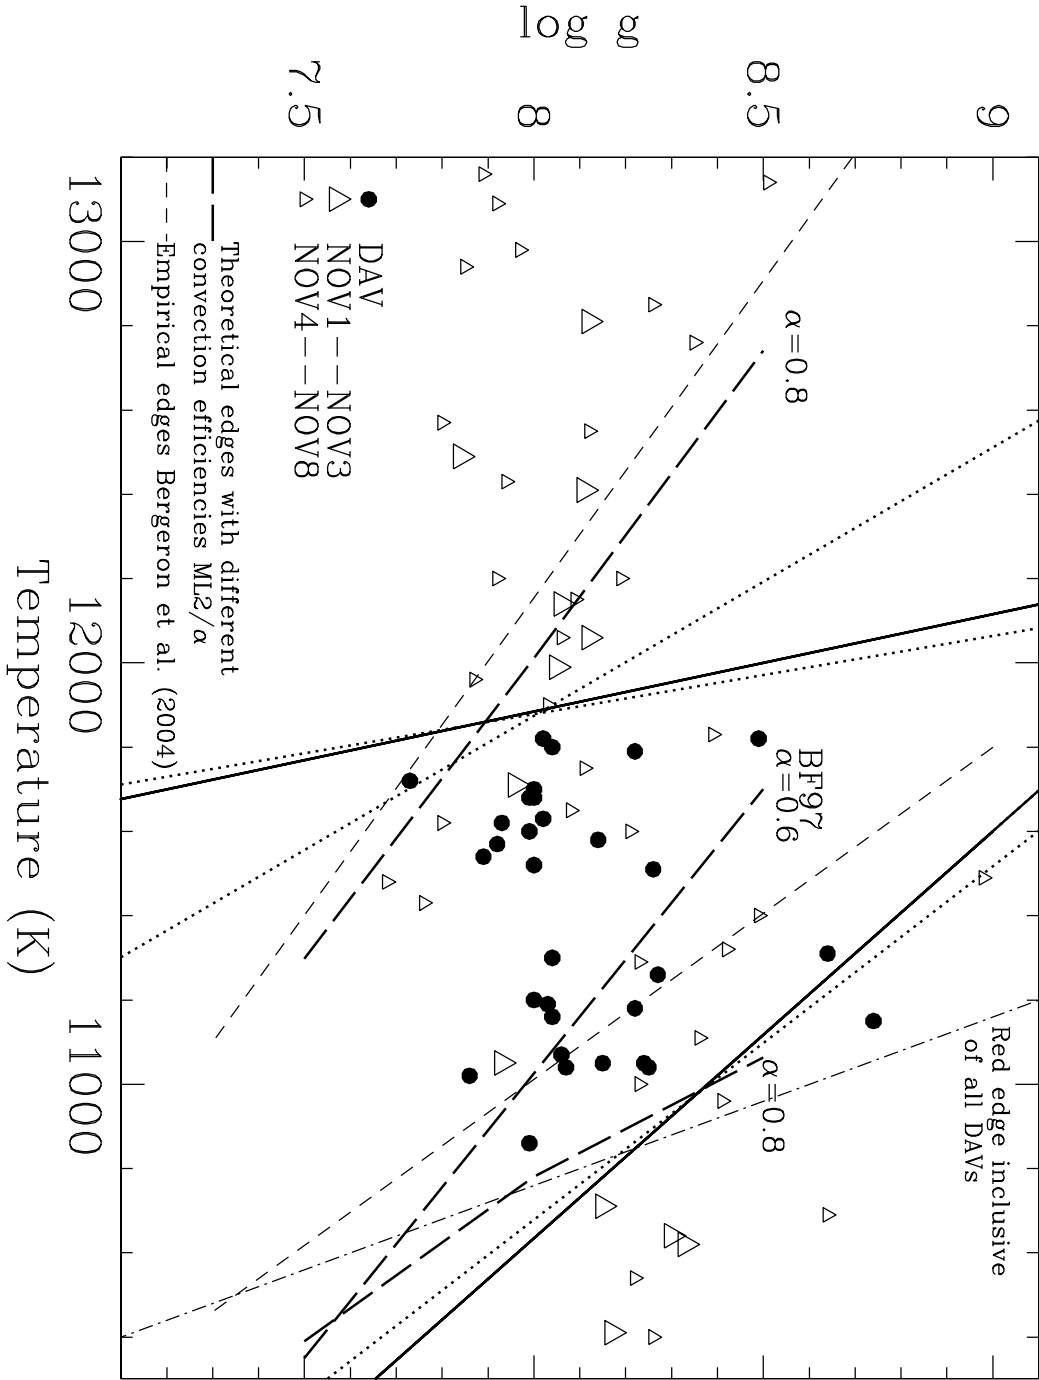 log g
7.5
8
8.5
9
13000
12000
11000
Temperature (K)
DAV
NOV1--NOV3
NOV4--NOV8
Theoretical edges with different
convection efficiencies ML2/α
Empirical edges Bergeron et al. (2004)
α=0.8
BF97
α=0.6
α=0.8
Red edge inclusive
of all DAVs